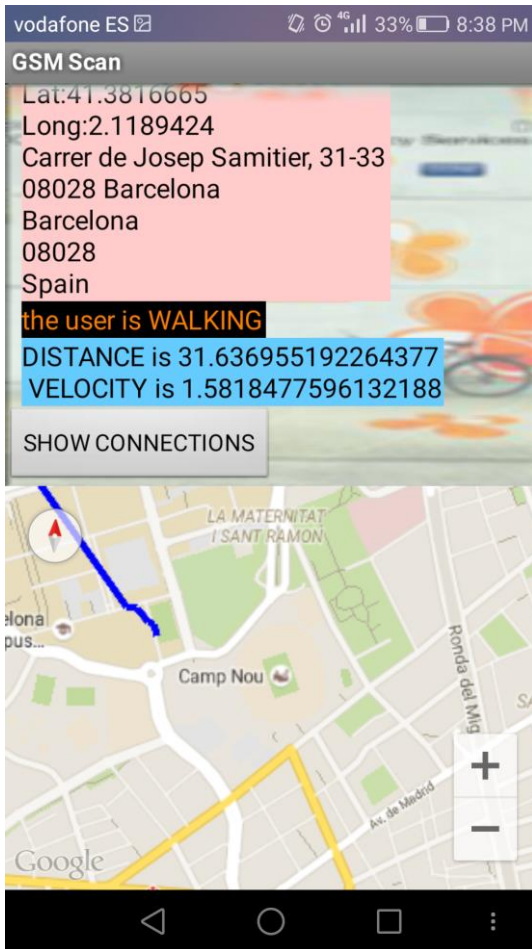 vodafone ES 4G 33% 8:38 PM
GSM Scan
Lat:41.3816665
Long:2.1189424
Carrer de Josep Samitier, 31-33
08028 Barcelona
Barcelona
08028
Spain
the user is WALKING
DISTANCE is 31.636955192264377
VELOCITY is 1.5818477596132188
SHOW CONNECTIONS
LA MATERNITAT
I SANT RAMON
elona
pus...
Camp Nou
Ronda del Mig
SA
Av. de Madrid
+
−
Google